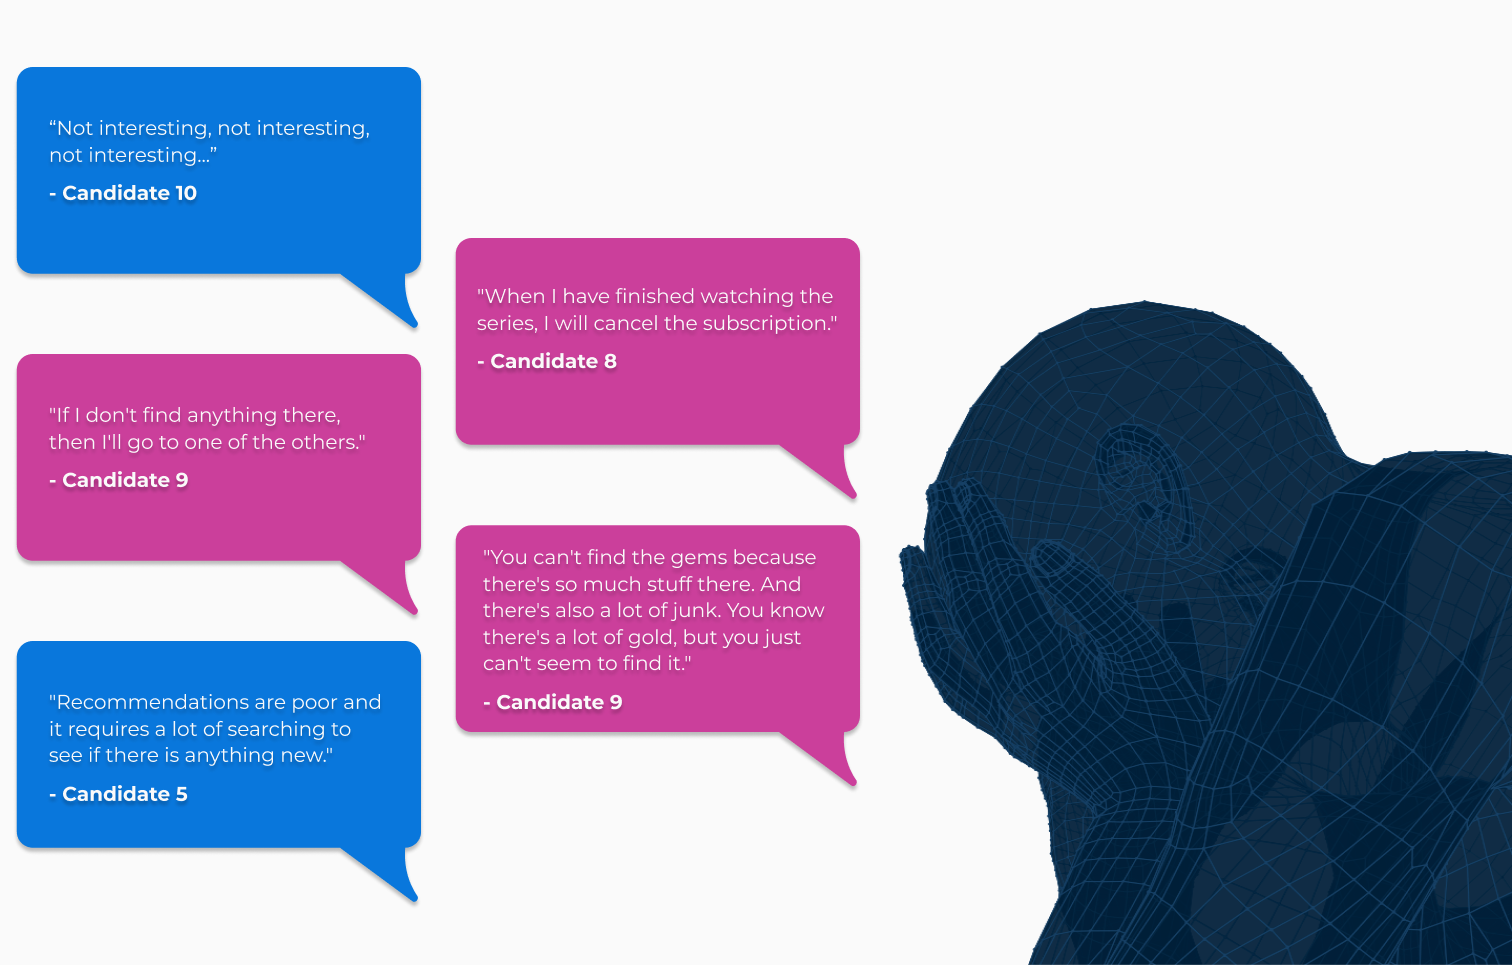 “Not interesting, not interesting,
not interesting...”
- Candidate 10
"If I don't find anything there,
then I'll go to one of the others."
- Candidate 9
"Recommendations are poor and
it requires a lot of searching to
see if there is anything new."
- Candidate 5
"When I have finished watching the
series, I will cancel the subscription."
- Candidate 8
"You can't find the gems because
there's so much stuff there. And
there's also a lot of junk. You know
there's a lot of gold, but you just
can't seem to find it."
- Candidate 9